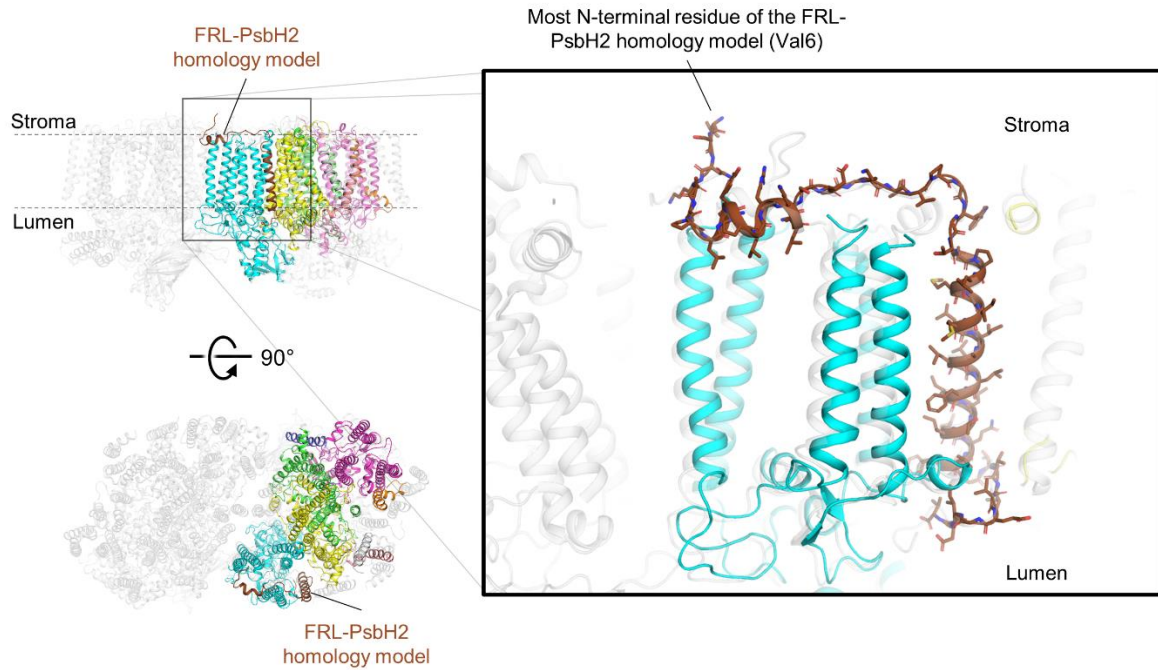 FRL-PsbH2
homology model
Stroma
Lumen
90°
FRL-PsbH2
homology model
Most N-terminal residue of the FRL-
PsbH2 homology model (Val6)
Stroma
Lumen